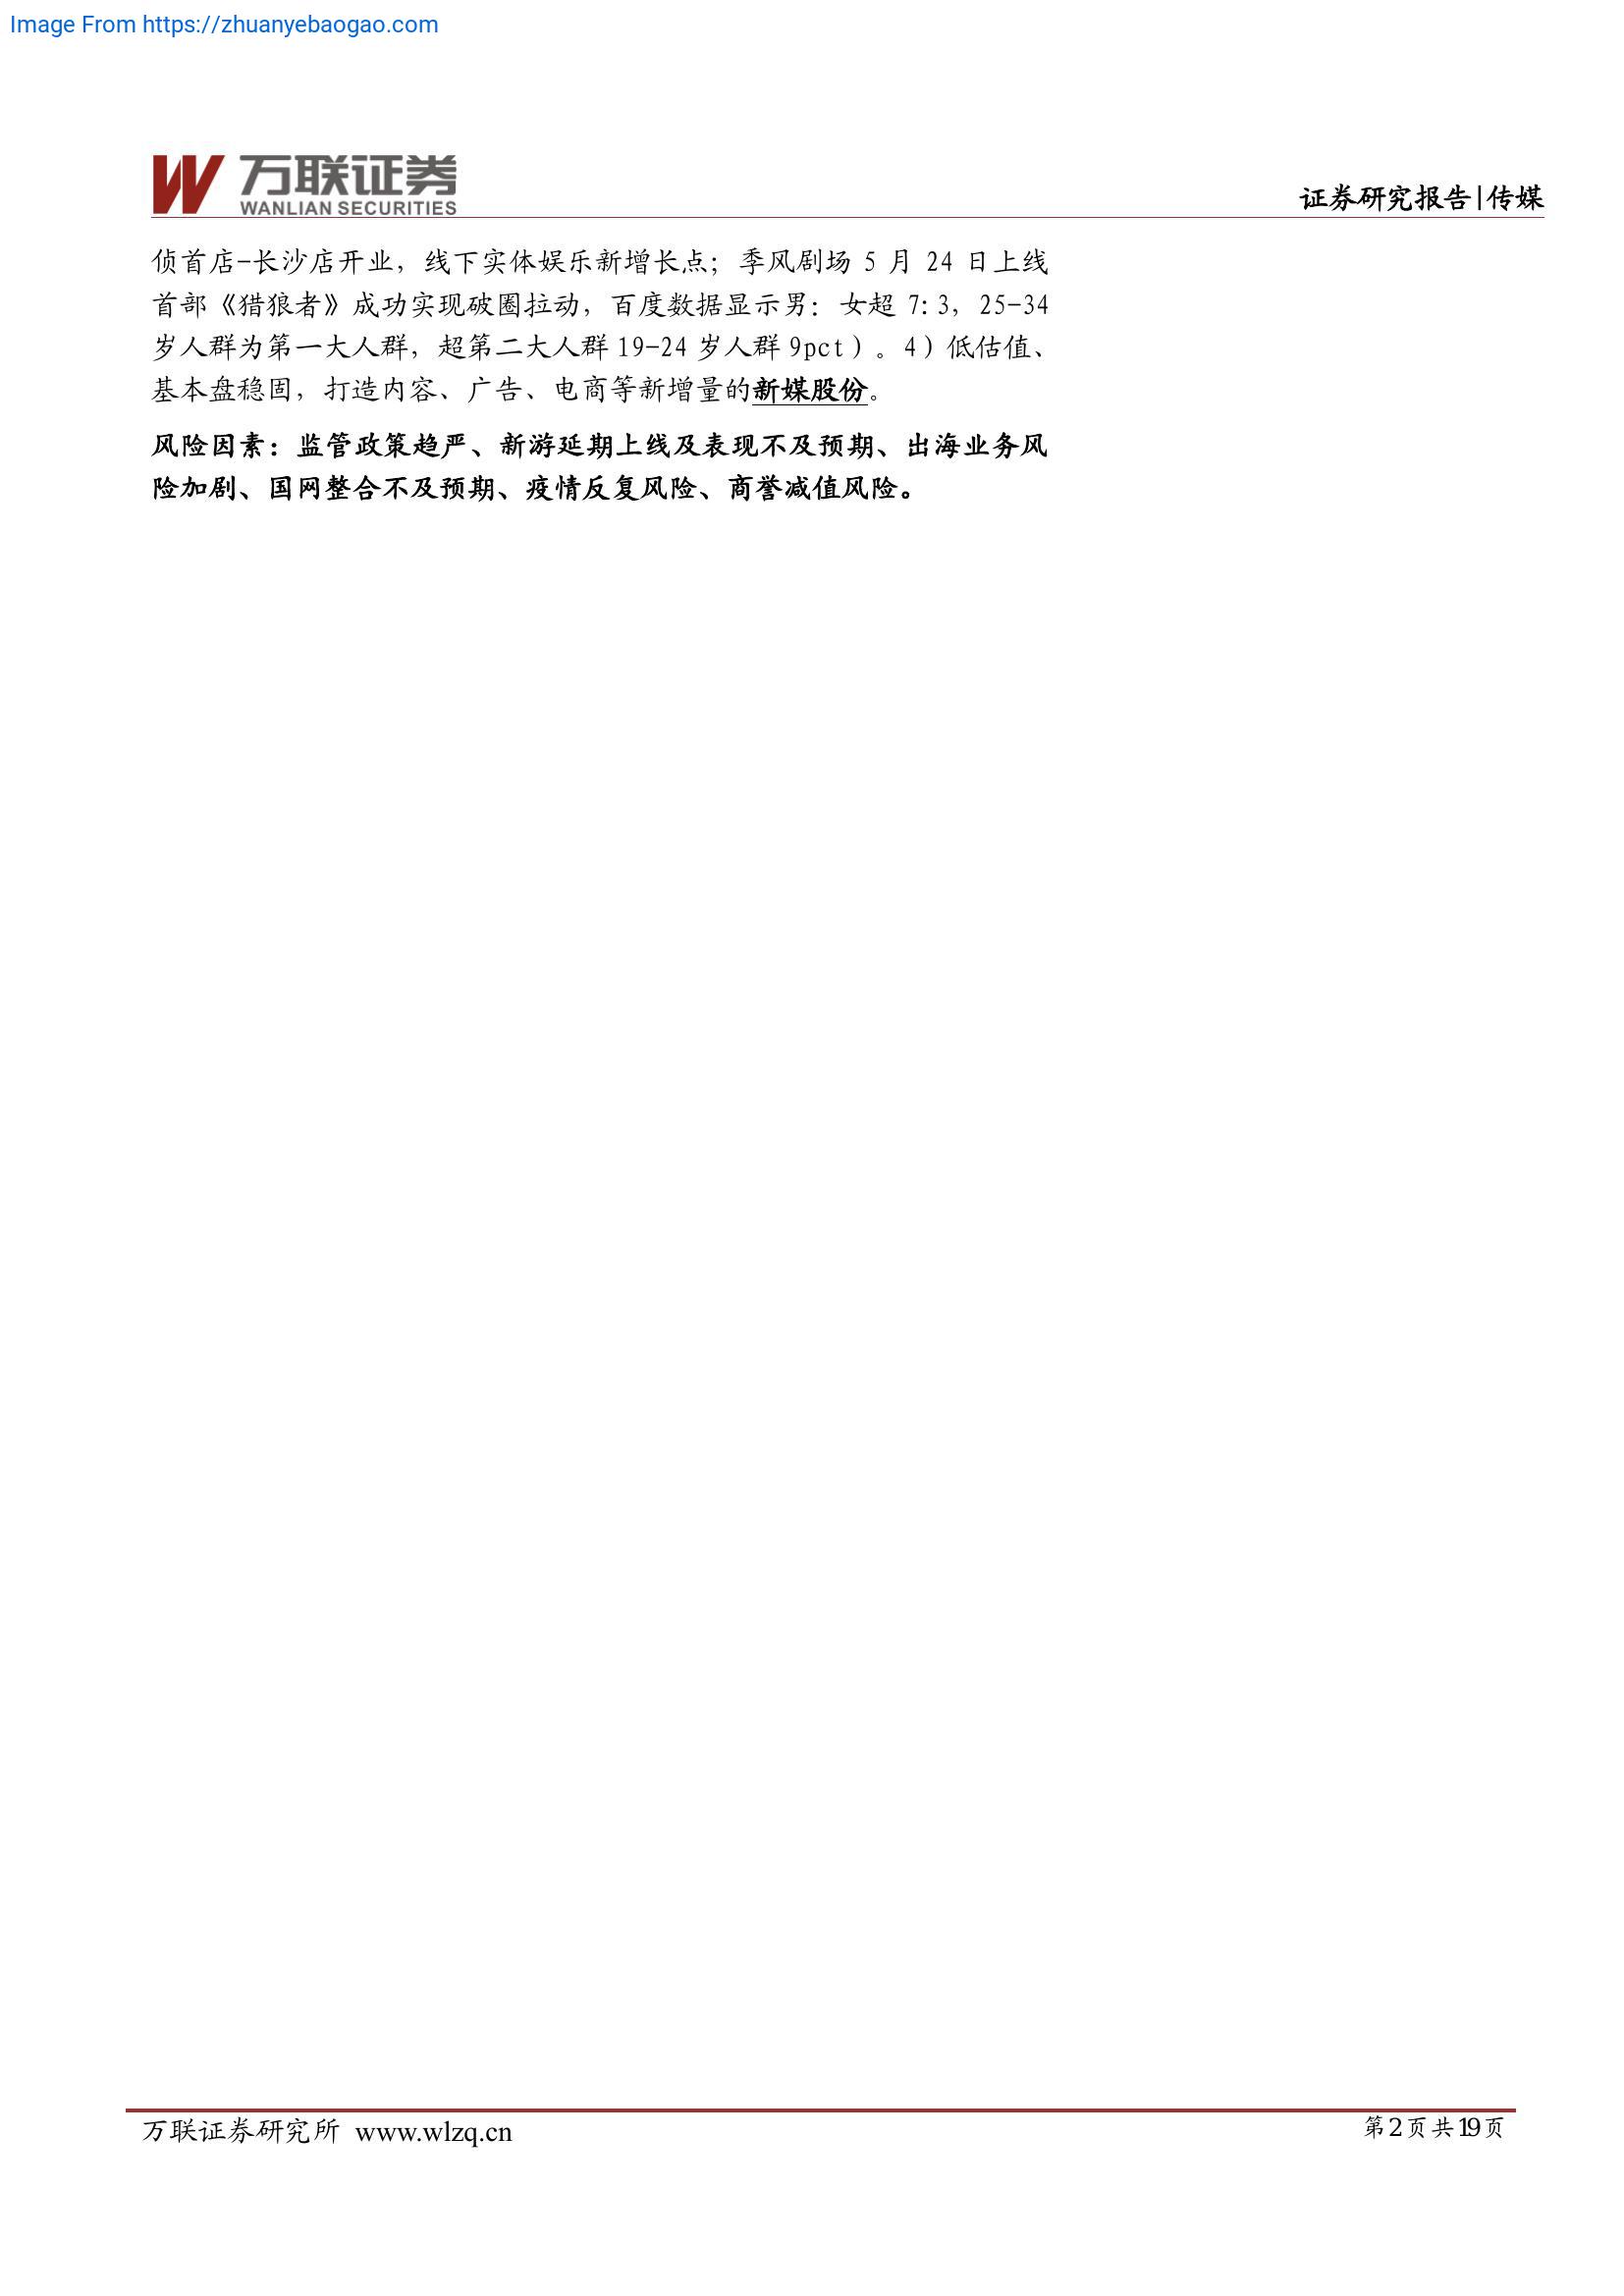 Image From https://zhuanyebaogao.com
万联证券
WANLIAN SECURITIES
证券研究报告|传媒
侦首店-长沙店开业，线下实体娱乐新增长点；季风剧场 5 月 24 日上线
首部《猎狼者》成功实现破圈拉动，百度数据显示男：女超 7:3，25-34
岁人群为第一大人群，超第二大人群 19-24 岁人群 9pct）。4）低估值、
基本盘稳固，打造内容、广告、电商等新增量的新媒股份。
风险因素：监管政策趋严、新游延期上线及表现不及预期、出海业务风
险加剧、国网整合不及预期、疫情反复风险、商誉减值风险。
万联证券研究所 www.wlzq.cn
第2页共19页